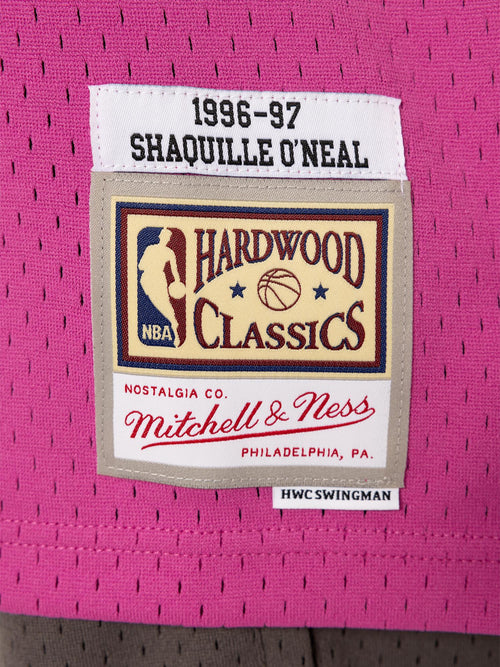 1996-97
SHAQUILLE O'NEAL
HARDWOOD
CLASSICS
NBA
NOSTALGIA CO.
Mitchell & Ness
PHILADELPHIA, PA.
HWC SWINGMAN